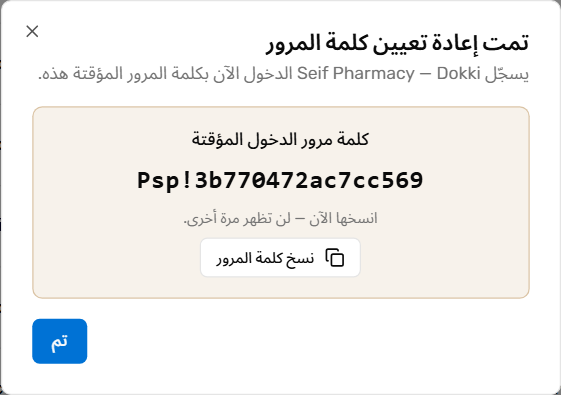 تمت إعادة تعيين كلمة المرور
يسجّل Seif Pharmacy – Dokki الدخول الآن بكلمة المرور المؤقتة هذه.
كلمة مرور الدخول المؤقتة
Psp!3b770472ac7cc569
انسخها الآن – لن تظهر مرة أخرى.
نسخ كلمة المرور
تم